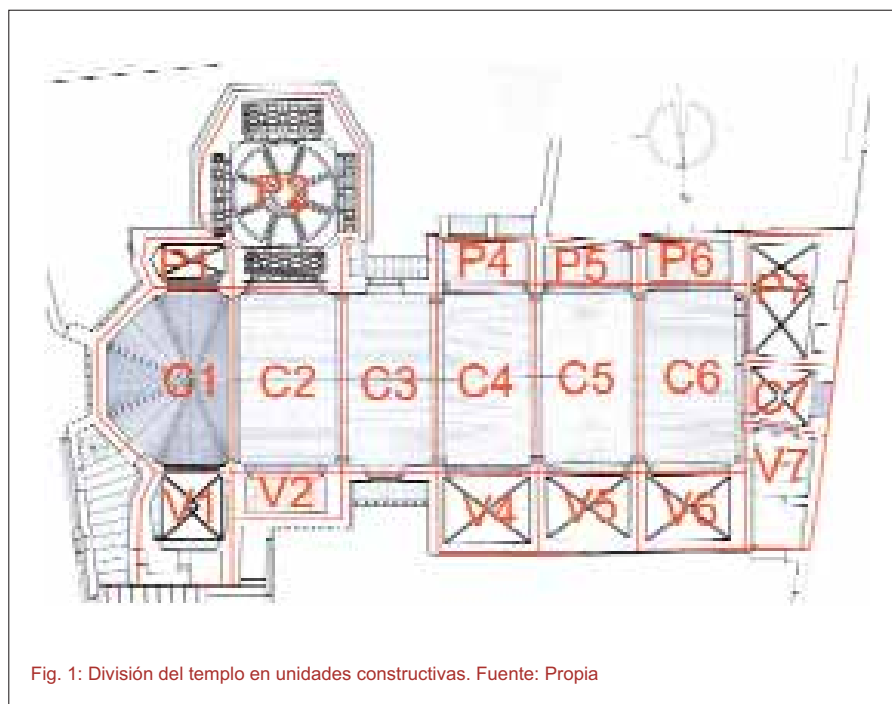 P2
P1 P4 P5 P6 P7
C1 C2 C3 C4 C5 C6 C7
V1 V2 V4 V5 V6 V7
Fig. 1: División del templo en unidades constructivas. Fuente: Propia